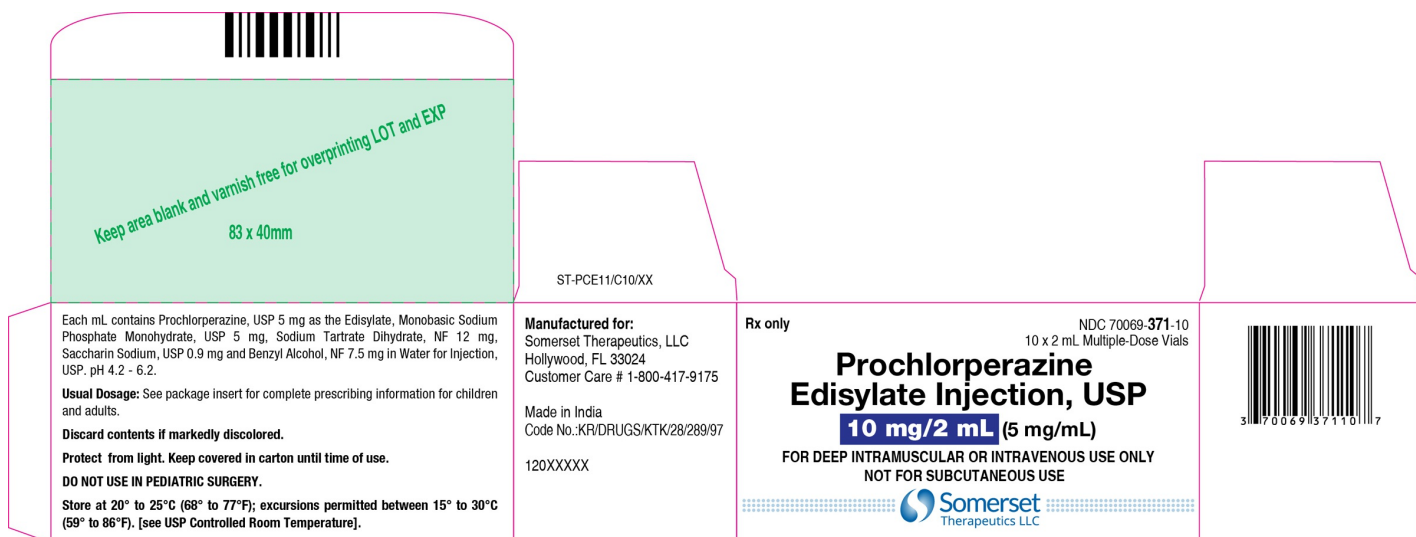 Keep area blank and varnish free for overprinting LOT and EXP
83 x 40mm
Each mL contains Prochlorperazine, USP 5 mg as the Edisylate, Monobasic Sodium
Phosphate Monohydrate, USP 5 mg, Sodium Tartrate Dihydrate, NF 12 mg,
Saccharin Sodium, USP 0.9 mg and Benzyl Alcohol, NF 7.5 mg in Water for Injection,
USP. pH 4.2 - 6.2.
Usual Dosage: See package insert for complete prescribing information for children
and adults.
Discard contents if markedly discolored.
Protect from light. Keep covered in carton until time of use.
DO NOT USE IN PEDIATRIC SURGERY.
Store at 20° to 25°C (68° to 77°F); excursions permitted between 15° to 30°C
(59° to 86°F). [see USP Controlled Room Temperature].
ST-PCE11/C10/XX
Manufactured for:
Somerset Therapeutics, LLC
Hollywood, FL 33024
Customer Care # 1-800-417-9175
Made in India
Code No.:KR/DRUGS/KTK/28/289/97
120XXXXX
Rx only
NDC 70069-371-10
10 x 2 mL Multiple-Dose Vials
Prochlorperazine
Edisylate Injection, USP
10 mg/2 mL (5 mg/mL)
FOR DEEP INTRAMUSCULAR OR INTRAVENOUS USE ONLY
NOT FOR SUBCUTANEOUS USE
Somerset
Therapeutics LLC
3 70069 37110 7